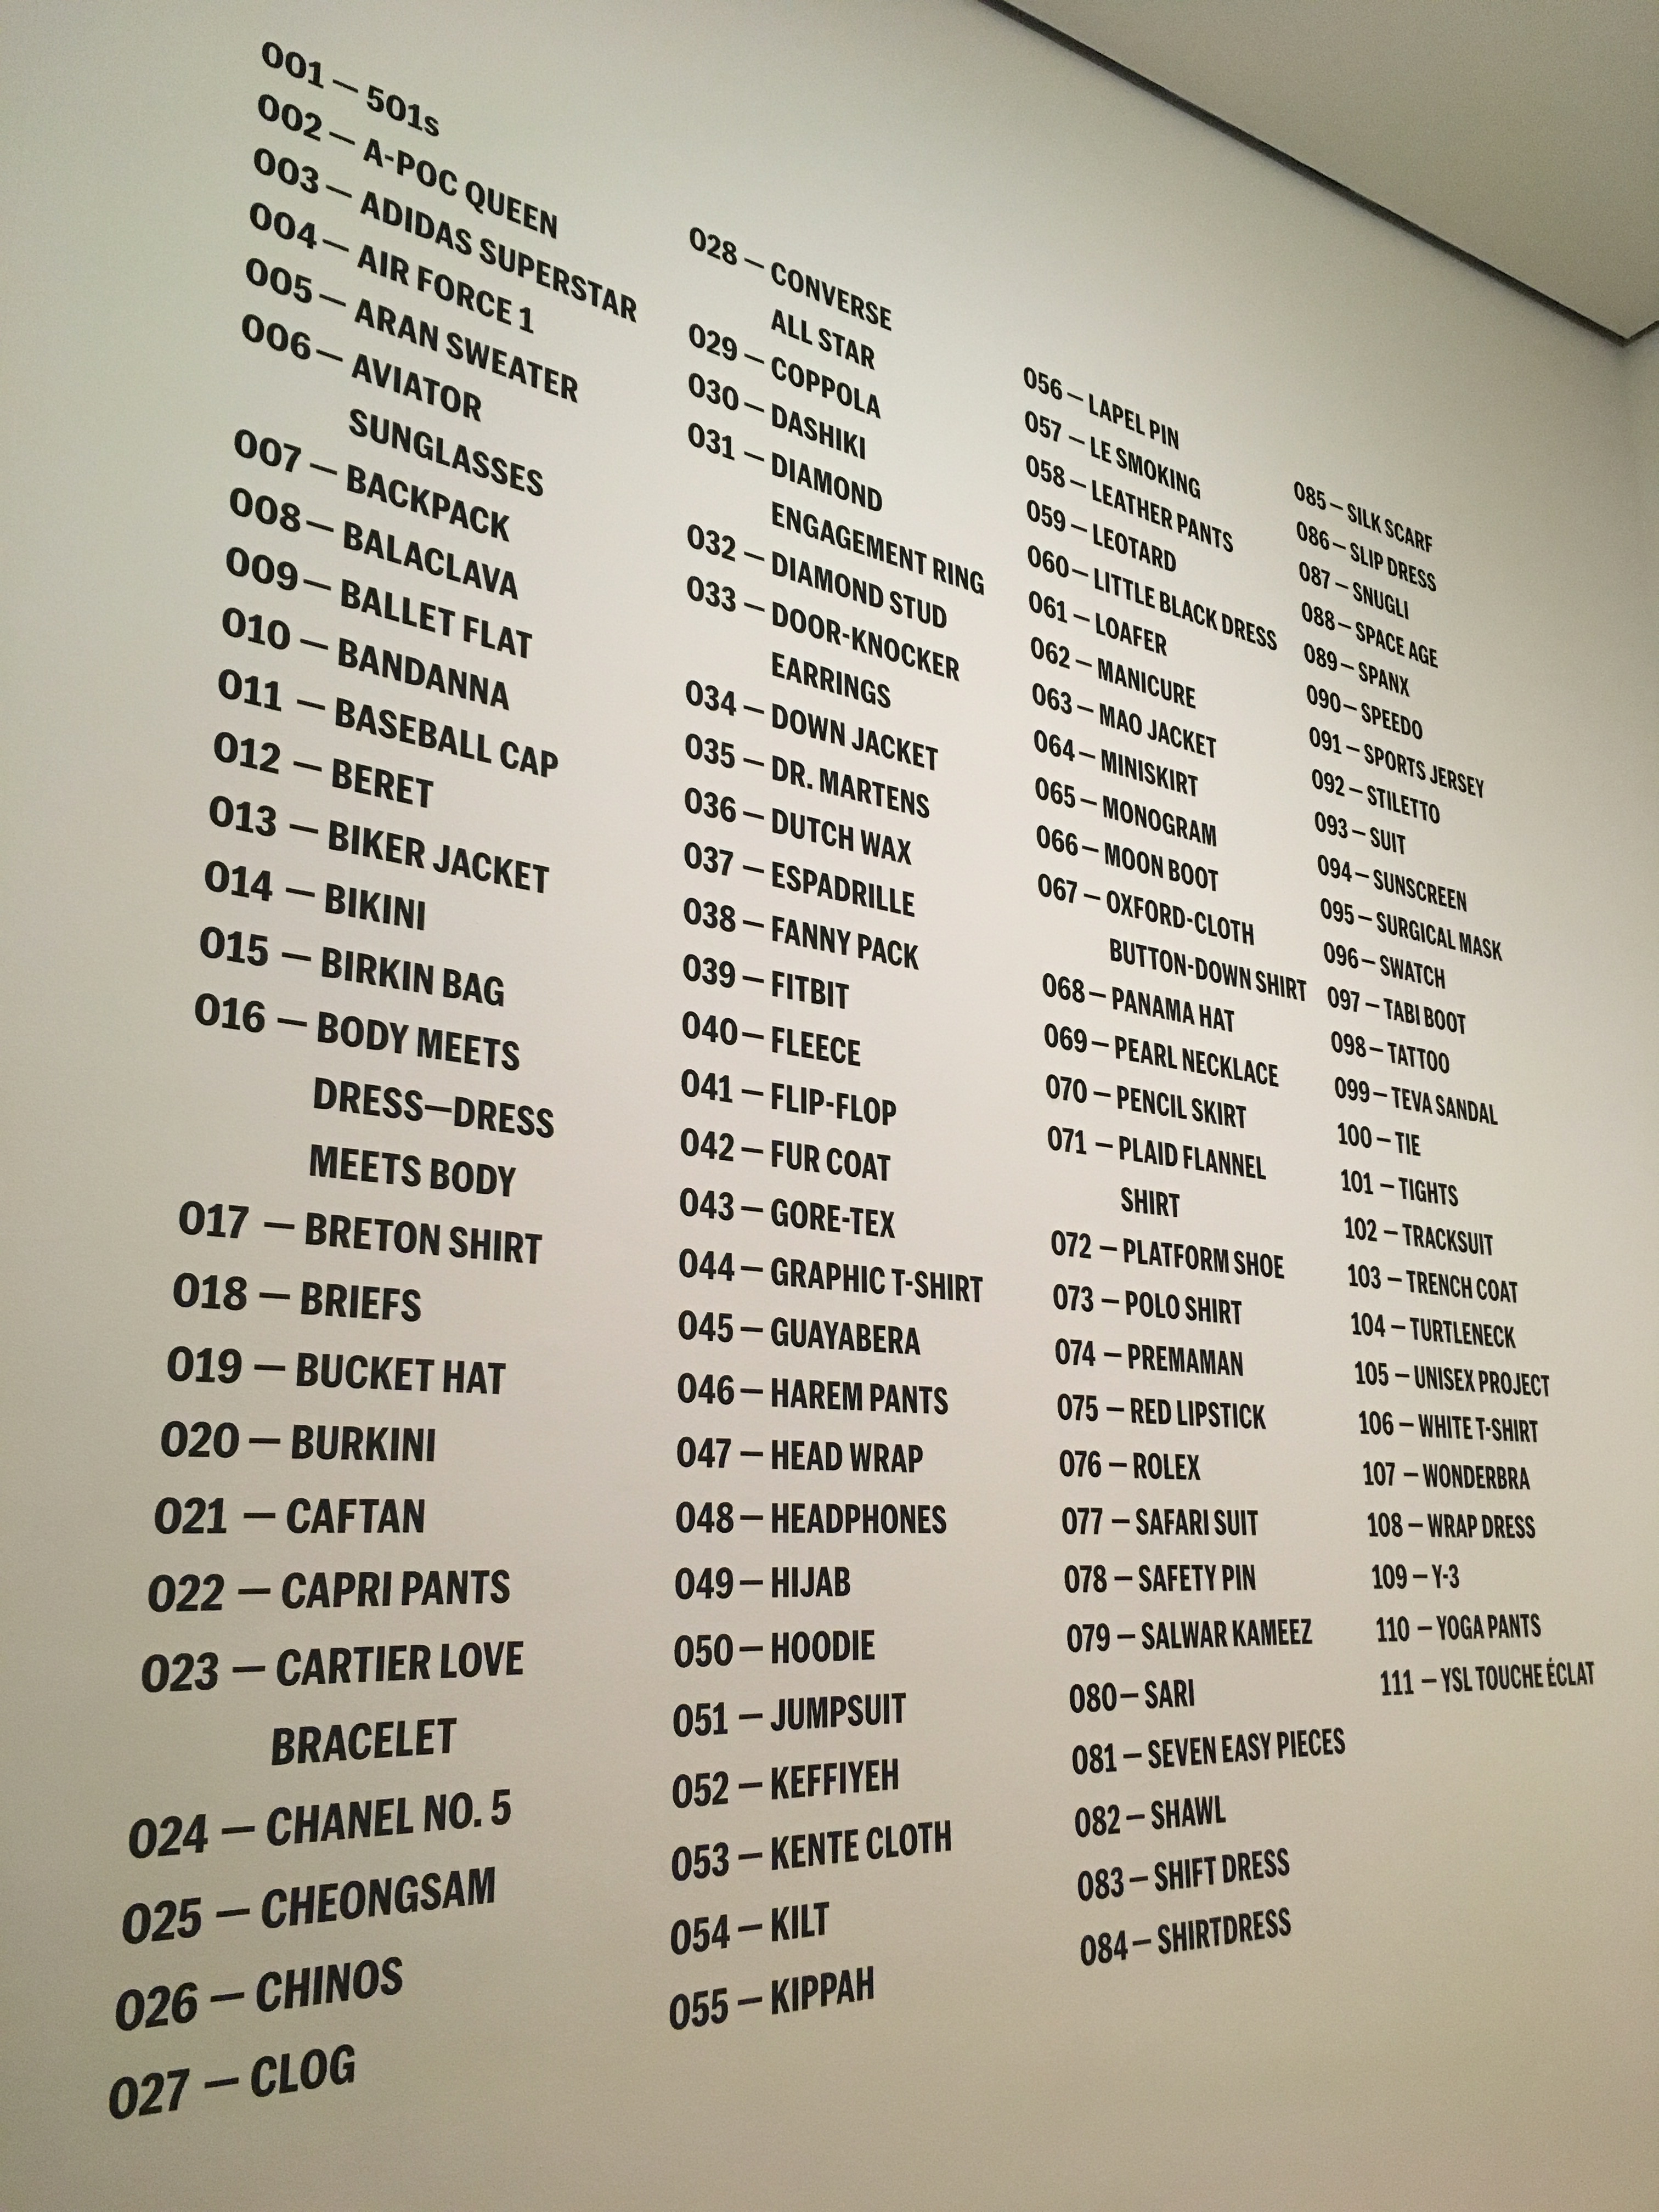 001 — 501s
002 — A-POC QUEEN
003 — ADIDAS SUPERSTAR
004 — AIR FORCE 1
005 — ARAN SWEATER
006 — AVIATOR
SUNGLASSES
007 — BACKPACK
008 — BALACLAVA
009 — BALLET FLAT
010 — BANDANNA
011 — BASEBALL CAP
012 — BERET
013 — BIKER JACKET
014 — BIKINI
015 — BIRKIN BAG
016 — BODY MEETS
DRESS—DRESS
MEETS BODY
017 — BRETON SHIRT
018 — BRIEFS
019 — BUCKET HAT
020 — BURKINI
021 — CAFTAN
022 — CAPRI PANTS
023 — CARTIER LOVE
BRACELET
024 — CHANEL NO. 5
025 — CHEONGSAM
026 — CHINOS
027 — CLOG
028 — CONVERSE
ALL STAR
029 — COPPOLA
030 — DASHIKI
031 — DIAMOND
ENGAGEMENT RING
032 — DIAMOND STUD
033 — DOOR-KNOCKER
EARRINGS
034 — DOWN JACKET
035 — DR. MARTENS
036 — DUTCH WAX
037 — ESPADRILLE
038 — FANNY PACK
039 — FITBIT
040 — FLEECE
041 — FLIP-FLOP
042 — FUR COAT
043 — GORE-TEX
044 — GRAPHIC T-SHIRT
045 — GUAYABERA
046 — HAREM PANTS
047 — HEAD WRAP
048 — HEADPHONES
049 — HIJAB
050 — HOODIE
051 — JUMPSUIT
052 — KEFFIYEH
053 — KENTE CLOTH
054 — KILT
055 — KIPPAH
056 — LAPEL PIN
057 — LE SMOKING
058 — LEATHER PANTS
059 — LEOTARD
060 — LITTLE BLACK DRESS
061 — LOAFER
062 — MANICURE
063 — MAO JACKET
064 — MINISKIRT
065 — MONOGRAM
066 — MOON BOOT
067 — OXFORD-CLOTH
BUTTON-DOWN SHIRT
068 — PANAMA HAT
069 — PEARL NECKLACE
070 — PENCIL SKIRT
071 — PLAID FLANNEL
SHIRT
072 — PLATFORM SHOE
073 — POLO SHIRT
074 — PREMAMAN
075 — RED LIPSTICK
076 — ROLEX
077 — SAFARI SUIT
078 — SAFETY PIN
079 — SALWAR KAMEEZ
080 — SARI
081 — SEVEN EASY PIECES
082 — SHAWL
083 — SHIFT DRESS
084 — SHIRTDRESS
085 — SILK SCARF
086 — SLIP DRESS
087 — SNUGLI
088 — SPACE AGE
089 — SPANX
090 — SPEEDO
091 — SPORTS JERSEY
092 — STILETTO
093 — SUIT
094 — SUNSCREEN
095 — SURGICAL MASK
096 — SWATCH
097 — TABI BOOT
098 — TATTOO
099 — TEVA SANDAL
100 — TIE
101 — TIGHTS
102 — TRACKSUIT
103 — TRENCH COAT
104 — TURTLENECK
105 — UNISEX PROJECT
106 — WHITE T-SHIRT
107 — WONDERBRA
108 — WRAP DRESS
109 — Y-3
110 — YOGA PANTS
111 — YSL TOUCHE ÉCLAT